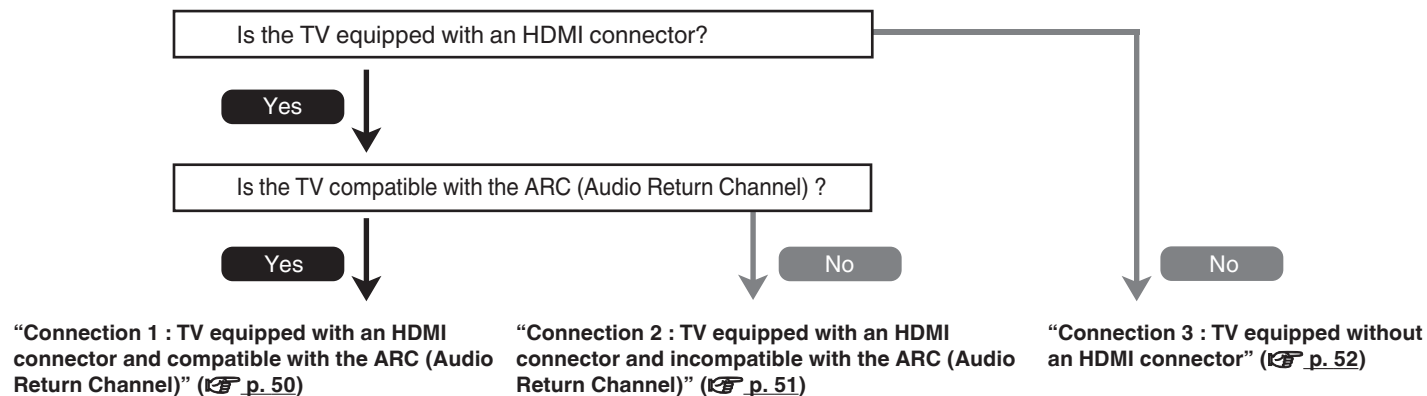 Is the TV equipped with an HDMI connector?
Yes
Is the TV compatible with the ARC (Audio Return Channel) ?
Yes
No
No
“Connection 1 : TV equipped with an HDMI
connector and compatible with the ARC (Audio
Return Channel)” (☞ p. 50)
“Connection 2 : TV equipped with an HDMI
connector and incompatible with the ARC (Audio
Return Channel)” (☞ p. 51)
“Connection 3 : TV equipped without
an HDMI connector” (☞ p. 52)